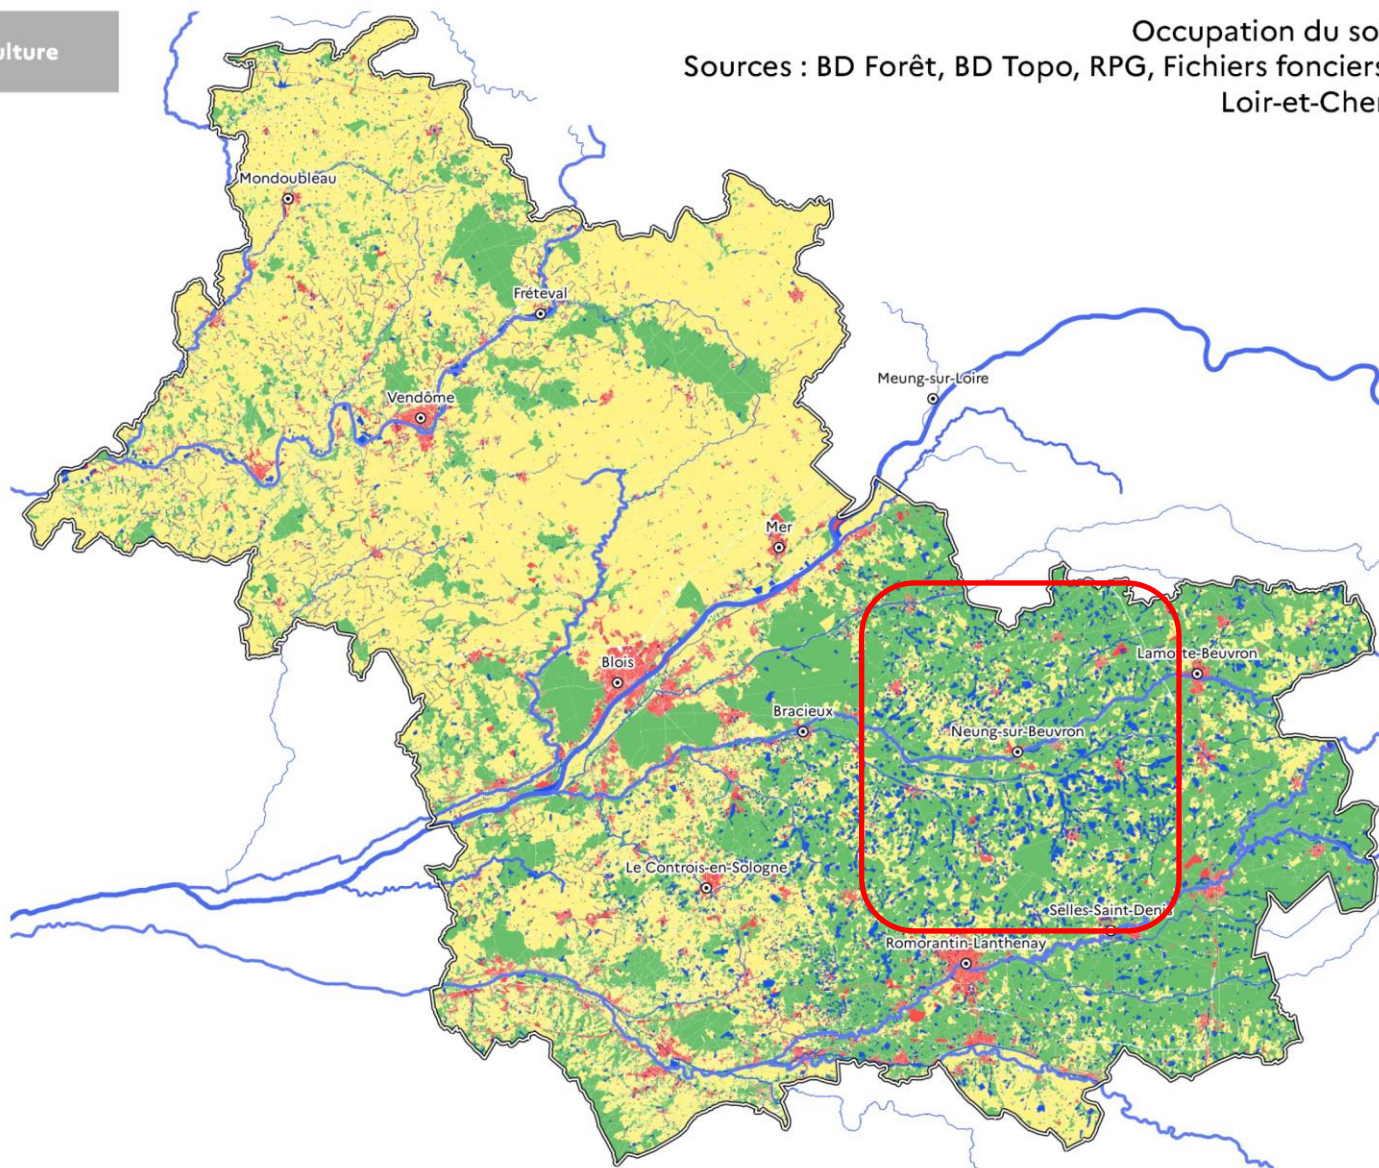 ulture
Occupation du so
Sources : BD Forêt, BD Topo, RPG, Fichiers fonciers
Loir-et-Cher
Mondoubleau
Fréteval
Meung-sur-Loire
Vendôme
Mer
Blois
Lamotte-Beuvron
Bracieux
Neung-sur-Beuvron
Le Controis-en-Sologne
Selles-Saint-Denis
Romorantin-Lanthenay